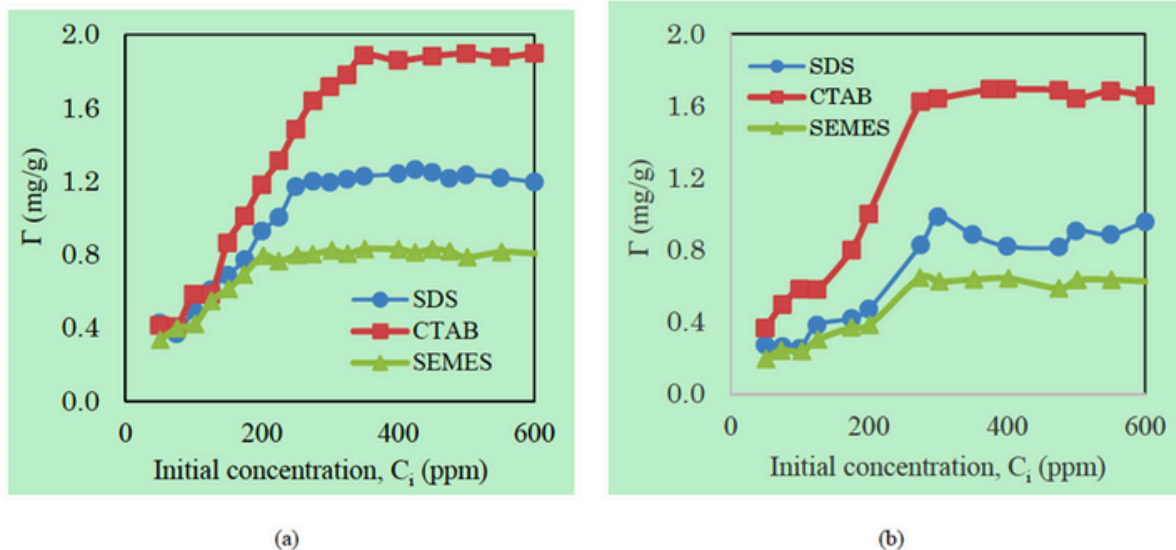 2.0
1.6
1.2
0.8
0.4
0.0
Γ (mg/g)
SDS
CTAB
SEMES
0 200 400 600
Initial concentration, Cᵢ (ppm)
(a)
2.0
1.6
1.2
0.8
0.4
0.0
Γ (mg/g)
SDS
CTAB
SEMES
0 200 400 600
Initial concentration, Cᵢ (ppm)
(b)